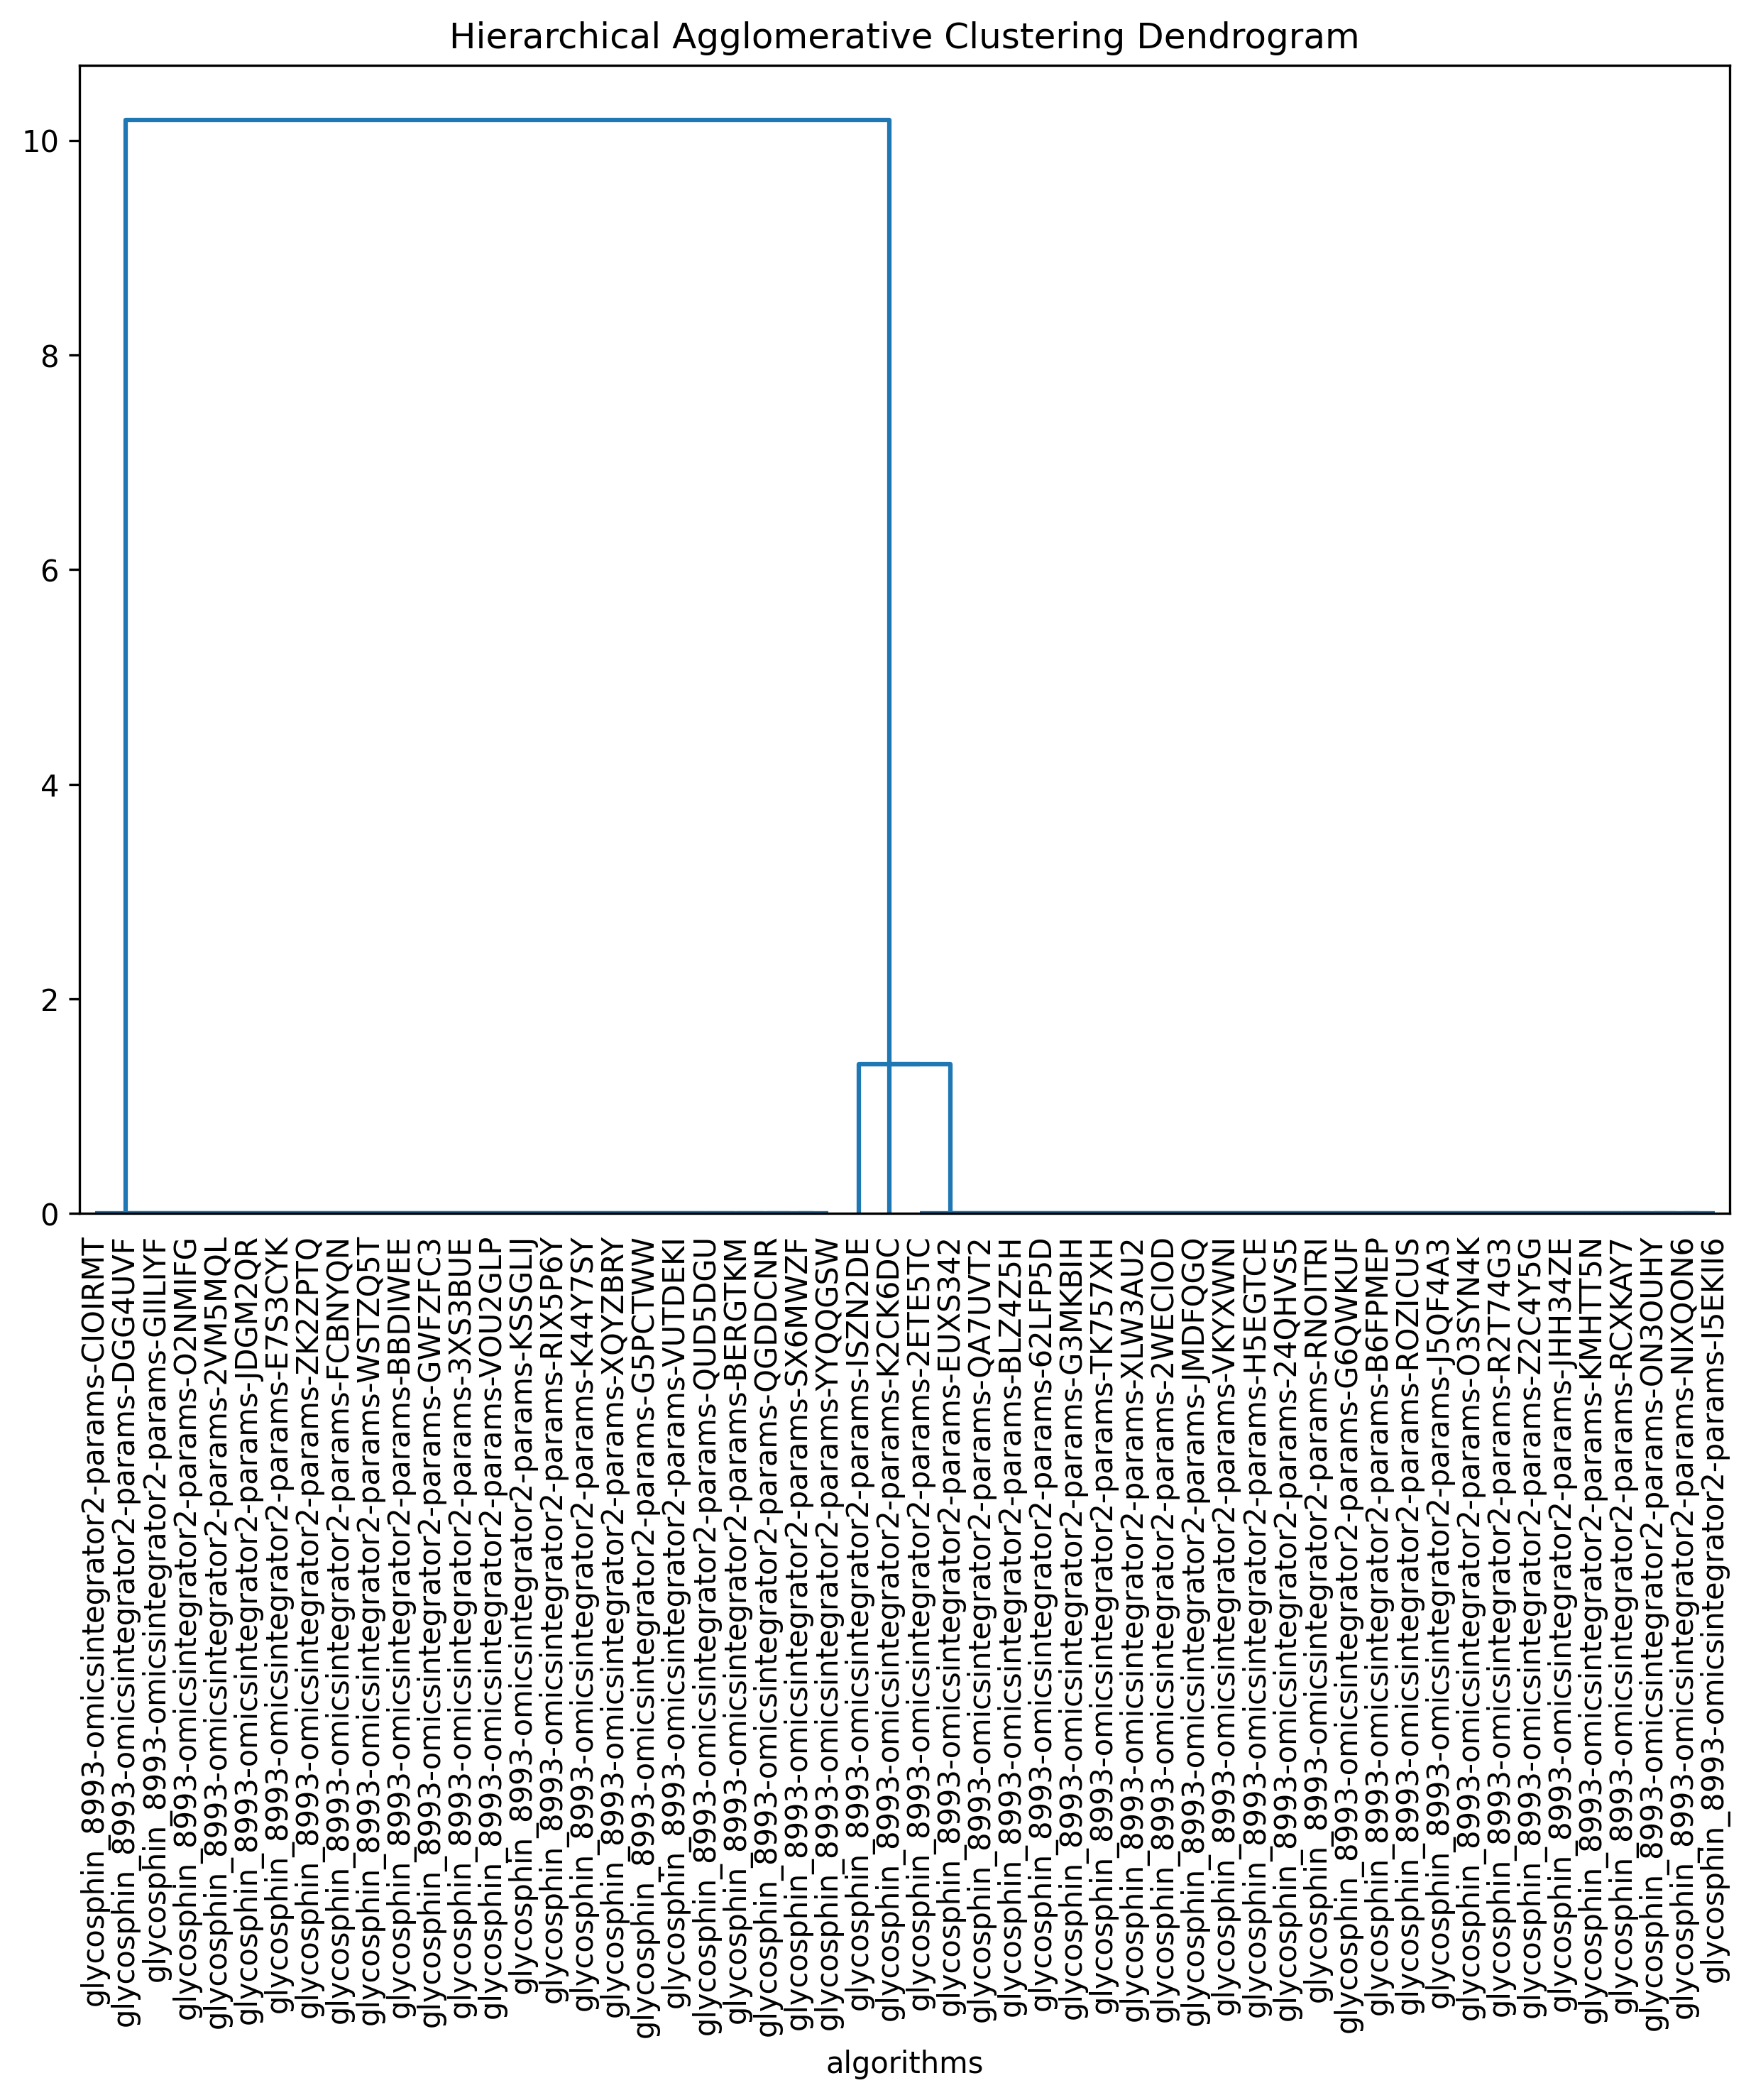 Hierarchical Agglomerative Clustering Dendrogram
10
8
6
4
2
0
glycosphin_8993-omicsintegrator2-params-CIOIRMT
glycosphin_8993-omicsintegrator2-params-DGG4UVF
glycosphin_8993-omicsintegrator2-params-GIILIYF
glycosphin_8993-omicsintegrator2-params-O2NMIFG
glycosphin_8993-omicsintegrator2-params-2VM5MQL
glycosphin_8993-omicsintegrator2-params-JDGM2QR
glycosphin_8993-omicsintegrator2-params-E7S3CYK
glycosphin_8993-omicsintegrator2-params-ZK2ZPTQ
glycosphin_8993-omicsintegrator2-params-FCBNYQN
glycosphin_8993-omicsintegrator2-params-WSTZQ5T
glycosphin_8993-omicsintegrator2-params-BBDIWEE
glycosphin_8993-omicsintegrator2-params-GWFZFC3
glycosphin_8993-omicsintegrator2-params-3XS3BUE
glycosphin_8993-omicsintegrator2-params-VOU2GLP
glycosphin_8993-omicsintegrator2-params-KSSGLIJ
glycosphin_8993-omicsintegrator2-params-RIX5P6Y
glycosphin_8993-omicsintegrator2-params-K44Y7SY
glycosphin_8993-omicsintegrator2-params-XQYZBRY
glycosphin_8993-omicsintegrator2-params-G5PCTWW
glycosphin_8993-omicsintegrator2-params-VUTDEKI
glycosphin_8993-omicsintegrator2-params-QUD5DGU
glycosphin_8993-omicsintegrator2-params-BERGTKM
glycosphin_8993-omicsintegrator2-params-QGDDCNR
glycosphin_8993-omicsintegrator2-params-SX6MWZF
glycosphin_8993-omicsintegrator2-params-YYQQGSW
glycosphin_8993-omicsintegrator2-params-ISZN2DE
glycosphin_8993-omicsintegrator2-params-K2CK6DC
glycosphin_8993-omicsintegrator2-params-2ETE5TC
glycosphin_8993-omicsintegrator2-params-EUXS342
glycosphin_8993-omicsintegrator2-params-QA7UVT2
glycosphin_8993-omicsintegrator2-params-BLZ4Z5H
glycosphin_8993-omicsintegrator2-params-62LFP5D
glycosphin_8993-omicsintegrator2-params-G3MKBIH
glycosphin_8993-omicsintegrator2-params-TK757XH
glycosphin_8993-omicsintegrator2-params-XLW3AU2
glycosphin_8993-omicsintegrator2-params-2WECIOD
glycosphin_8993-omicsintegrator2-params-JMDFQGQ
glycosphin_8993-omicsintegrator2-params-VKYXWNI
glycosphin_8993-omicsintegrator2-params-H5EGTCE
glycosphin_8993-omicsintegrator2-params-24QHVS5
glycosphin_8993-omicsintegrator2-params-RNOITRI
glycosphin_8993-omicsintegrator2-params-G6QWKUF
glycosphin_8993-omicsintegrator2-params-B6FPMEP
glycosphin_8993-omicsintegrator2-params-ROZICUS
glycosphin_8993-omicsintegrator2-params-J5QF4A3
glycosphin_8993-omicsintegrator2-params-O3SYN4K
glycosphin_8993-omicsintegrator2-params-R2T74G3
glycosphin_8993-omicsintegrator2-params-Z2C4Y5G
glycosphin_8993-omicsintegrator2-params-JHH34ZE
glycosphin_8993-omicsintegrator2-params-KMHTT5N
glycosphin_8993-omicsintegrator2-params-RCXKAY7
glycosphin_8993-omicsintegrator2-params-ON3OUHY
glycosphin_8993-omicsintegrator2-params-NIXQON6
glycosphin_8993-omicsintegrator2-params-I5EKII6
algorithms